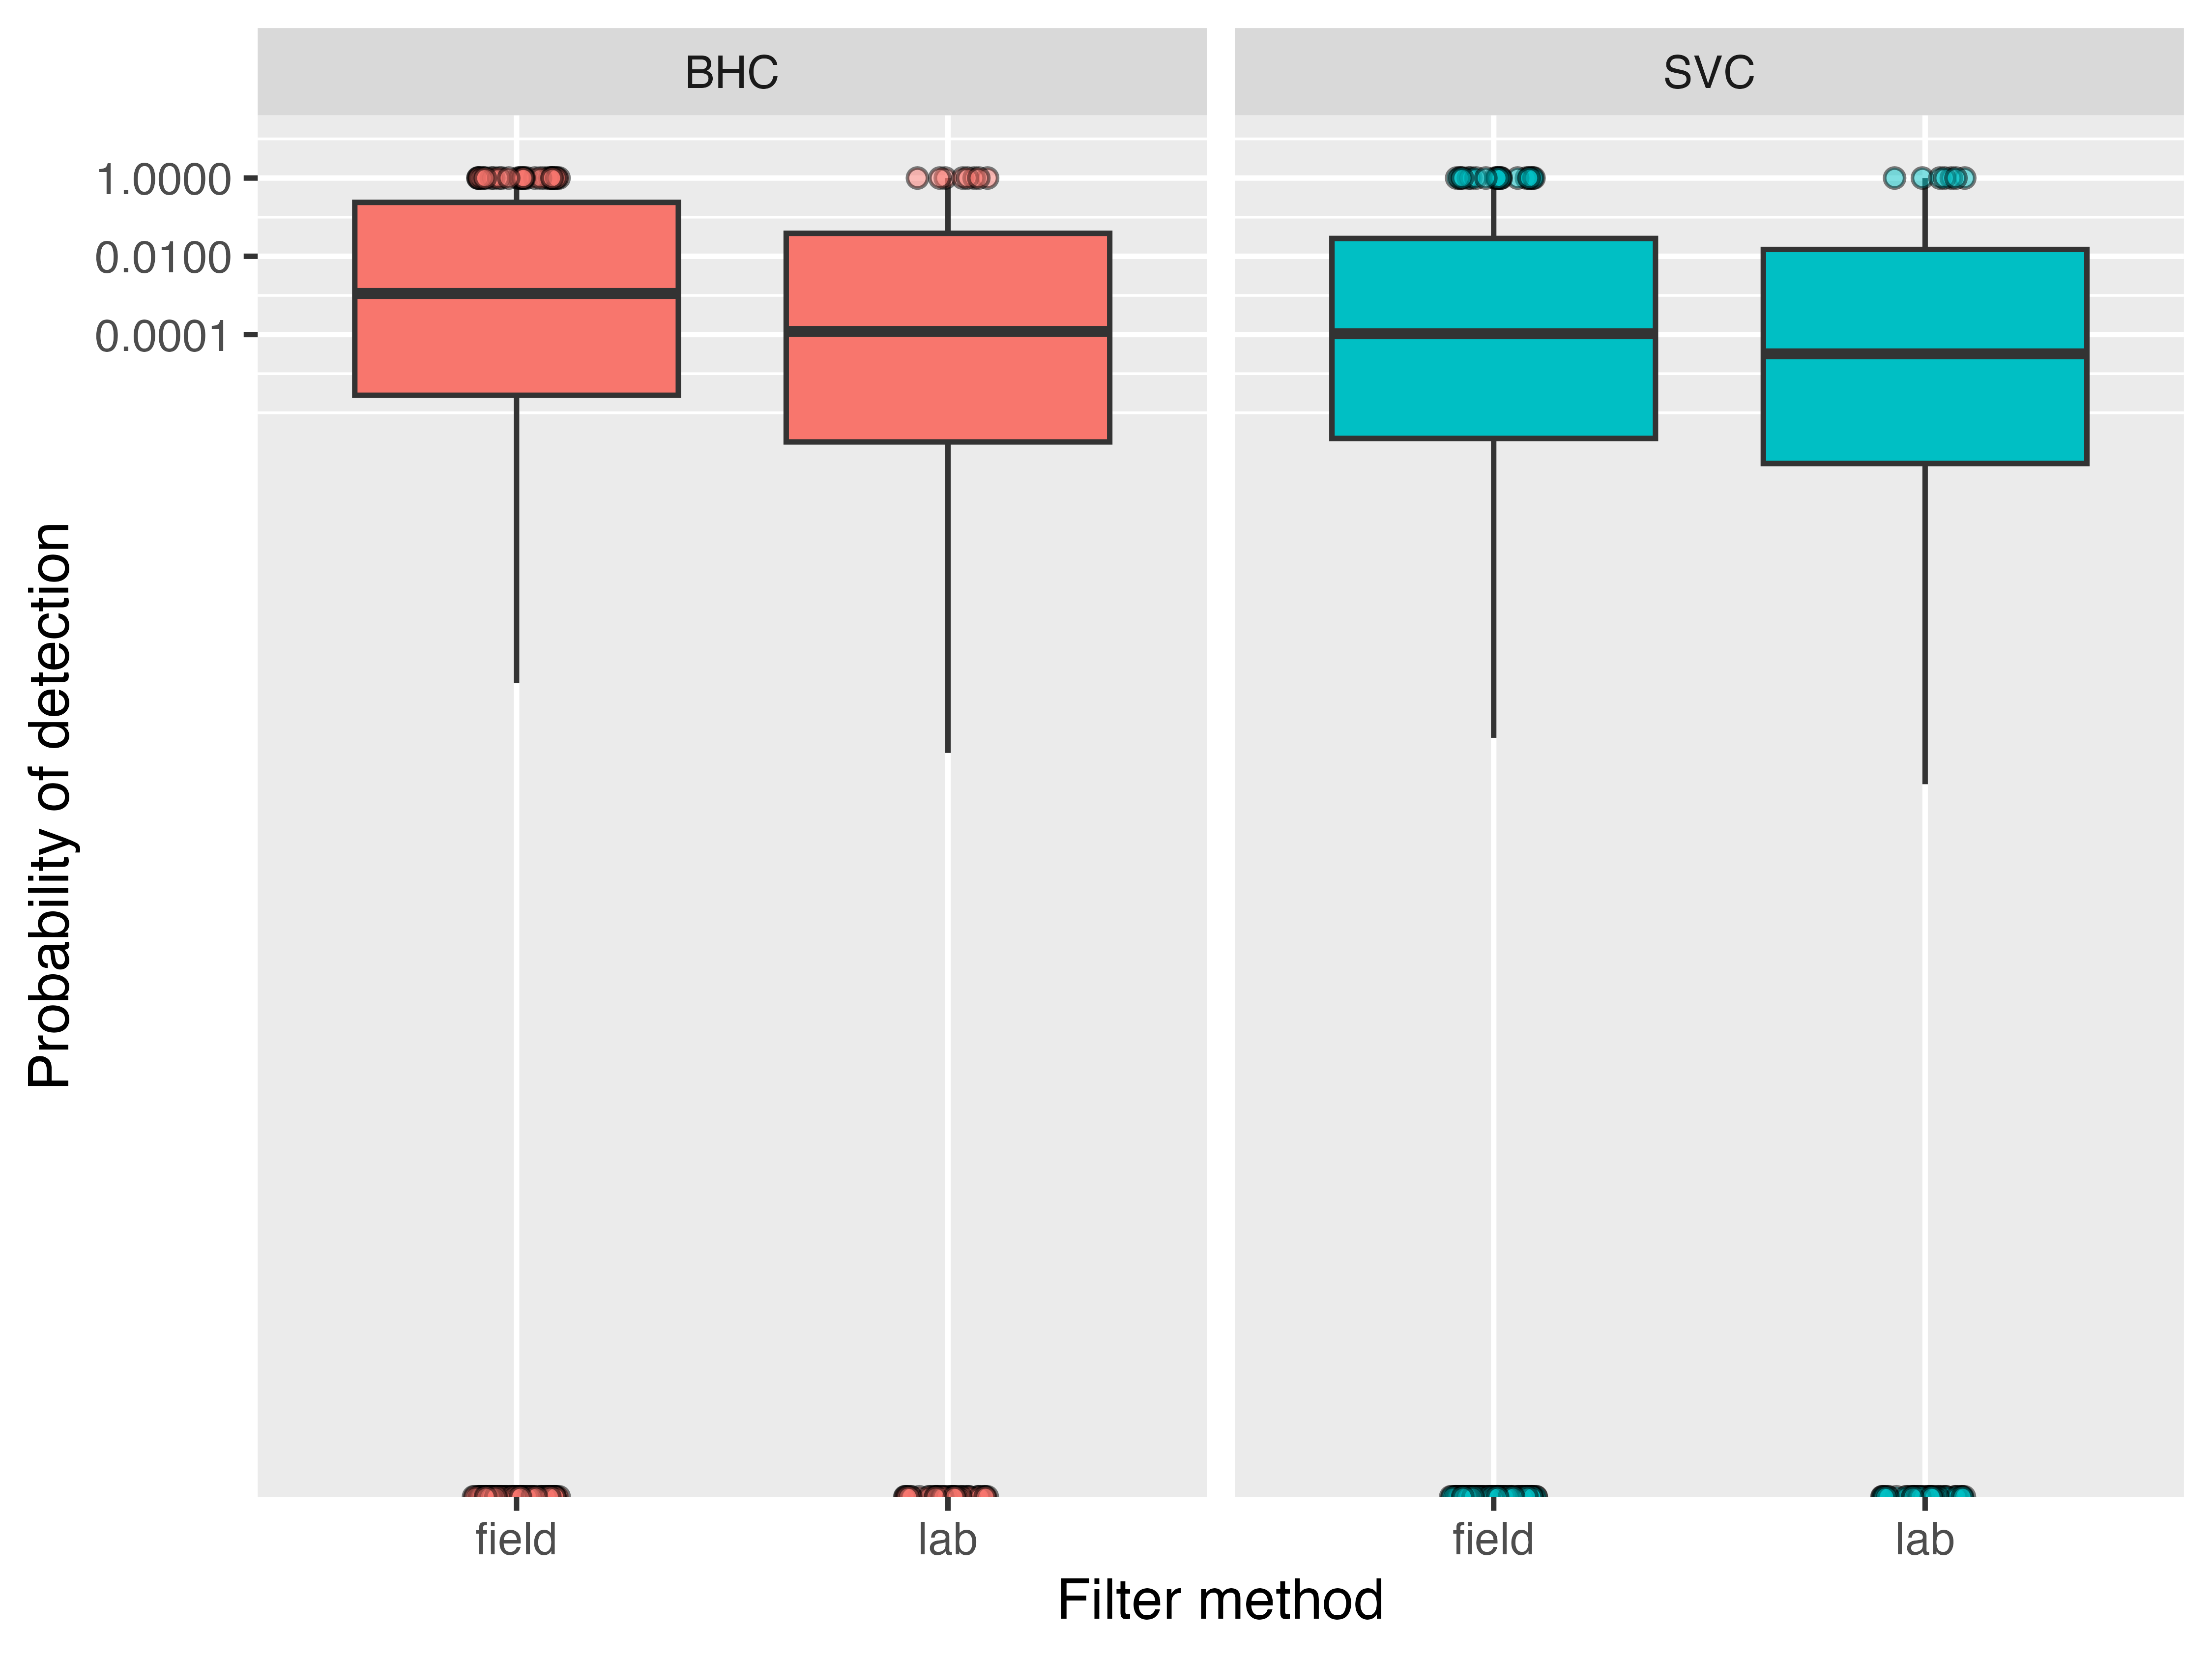 BHC
SVC
1.0000
0.0100
0.0001
Probability of detection
field
lab
field
lab
Filter method